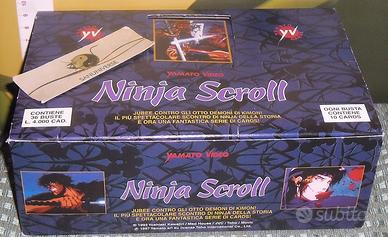 YV
YAMATO VIDEO
YV
SANDUNIVERSE
Ninja Scroll
CONTIENE
36 BUSTE
L. 4.000 CAD.
JUBEE CONTRO GLI OTTO DEMONI DI KIMON!
IL PIÙ SPETTACOLARE SCONTRO DI NINJA DELLA STORIA
E ORA UNA FANTASTICA SERIE DI CARDS!
OGNI BUSTA
CONTIENE
10 CARDS
YAMATO VIDEO
Ninja Scroll
JUBEE CONTRO GLI OTTO DEMONI DI KIMON!
IL PIÙ SPETTACOLARE SCONTRO DI NINJA DELLA STORIA
E ORA UNA FANTASTICA SERIE DI CARDS!
subito